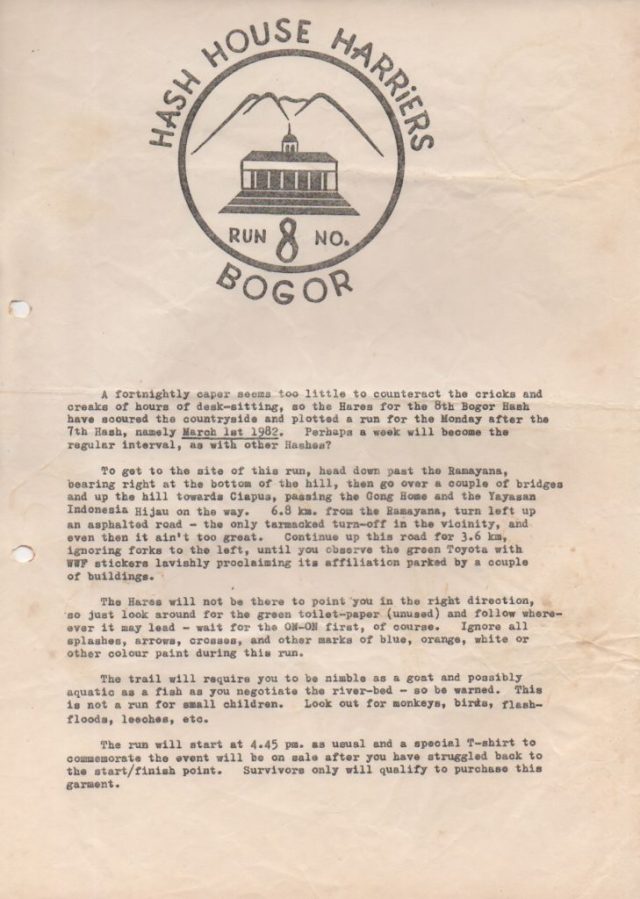 HASH HOUSE HARRiERS
RUN 8 NO.
BOGOR
A fortnightly caper seems too little to counteract the cricks and
creaks of hours of desk-sitting, so the Hares for the 8th Bogor Hash
have scoured the countryside and plotted a run for the Monday after the
7th Hash, namely March 1st 1982. Perhaps a week will become the
regular interval, as with other Hashes?
To get to the site of this run, head down past the Ramayana,
bearing right at the bottom of the hill, then go over a couple of bridges
and up the hill towards Ciapus, passing the Gong Home and the Yayasan
Indonesia Hijau on the way. 6.8 km. from the Ramayana, turn left up
an asphalted road - the only tarmacked turn-off in the vicinity, and
even then it ain't too great. Continue up this road for 3.6 km,
ignoring forks to the left, until you observe the green Toyota with
WWF stickers lavishly proclaiming its affiliation parked by a couple
of buildings.
The Hares will not be there to point you in the right direction,
so just look around for the green toilet-paper (unused) and follow where-
ever it may lead - wait for the ON-ON first, of course. Ignore all
splashes, arrows, crosses, and other marks of blue, orange, white or
other colour paint during this run.
The trail will require you to be nimble as a goat and possibly
aquatic as a fish as you negotiate the river-bed - so be warned. This
is not a run for small children. Look out for monkeys, birds, flash-
floods, leeches, etc.
The run will start at 4.45 pm. as usual and a special T-shirt to
commemorate the event will be on sale after you have struggled back to
the start/finish point. Survivors only will qualify to purchase this
garment.